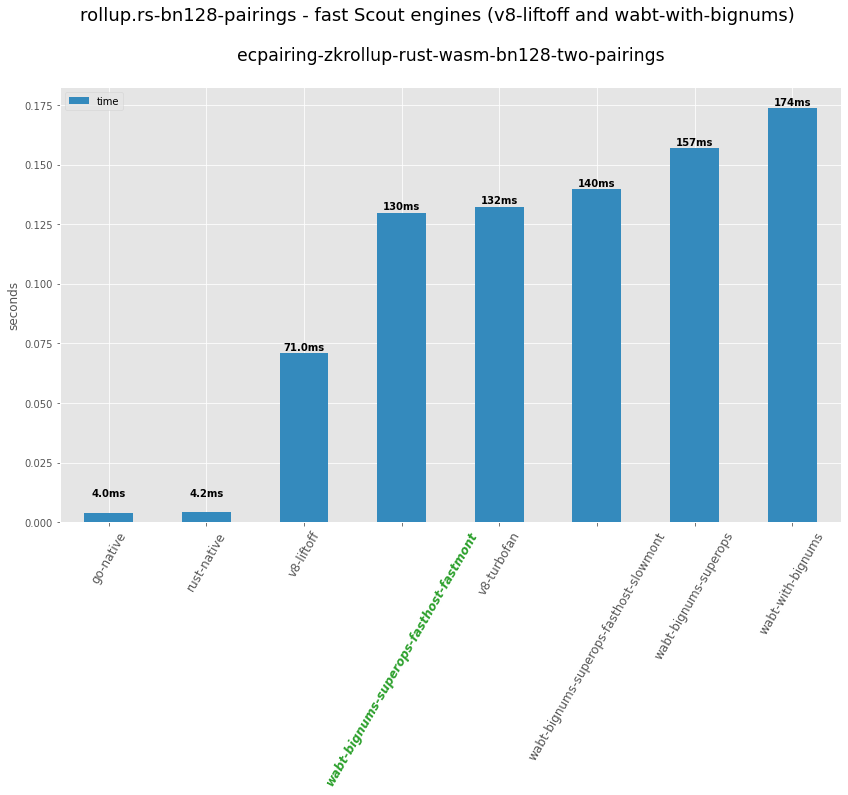 rollup.rs-bn128-pairings - fast Scout engines (v8-liftoff and wabt-with-bignums)
ecpairing-zkrollup-rust-wasm-bn128-two-pairings
time
seconds
0.175
0.150
0.125
0.100
0.075
0.050
0.025
0.000
4.0ms
4.2ms
71.0ms
130ms
132ms
140ms
157ms
174ms
go-native
rust-native
v8-liftoff
wabt-bignums-superops-fasthost-fastmont
v8-turbofan
wabt-bignums-superops-fasthost-slowmont
wabt-bignums-superops
wabt-with-bignums